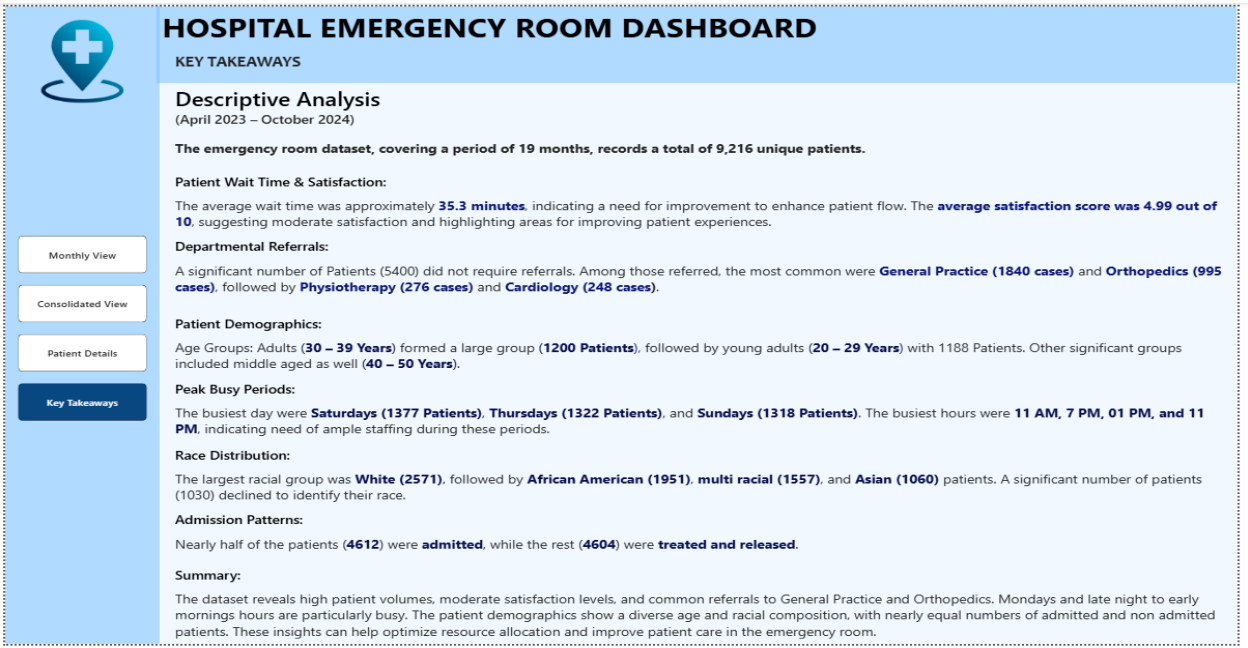 HOSPITAL EMERGENCY ROOM DASHBOARD
KEY TAKEAWAYS
Monthly View
Consolidated View
Patient Details
Key Takeaways
Descriptive Analysis
(April 2023 – October 2024)
The emergency room dataset, covering a period of 19 months, records a total of 9,216 unique patients.
Patient Wait Time & Satisfaction:
The average wait time was approximately 35.3 minutes, indicating a need for improvement to enhance patient flow. The average satisfaction score was 4.99 out of
10, suggesting moderate satisfaction and highlighting areas for improving patient experiences.
Departmental Referrals:
A significant number of Patients (5400) did not require referrals. Among those referred, the most common were General Practice (1840 cases) and Orthopedics (995
cases), followed by Physiotherapy (276 cases) and Cardiology (248 cases).
Patient Demographics:
Age Groups: Adults (30 – 39 Years) formed a large group (1200 Patients), followed by young adults (20 – 29 Years) with 1188 Patients. Other significant groups
included middle aged as well (40 – 50 Years).
Peak Busy Periods:
The busiest day were Saturdays (1377 Patients), Thursdays (1322 Patients), and Sundays (1318 Patients). The busiest hours were 11 AM, 7 PM, 01 PM, and 11
PM, indicating need of ample staffing during these periods.
Race Distribution:
The largest racial group was White (2571), followed by African American (1951), multi racial (1557), and Asian (1060) patients. A significant number of patients
(1030) declined to identify their race.
Admission Patterns:
Nearly half of the patients (4612) were admitted, while the rest (4604) were treated and released.
Summary:
The dataset reveals high patient volumes, moderate satisfaction levels, and common referrals to General Practice and Orthopedics. Mondays and late night to early
mornings hours are particularly busy. The patient demographics show a diverse age and racial composition, with nearly equal numbers of admitted and non admitted
patients. These insights can help optimize resource allocation and improve patient care in the emergency room.